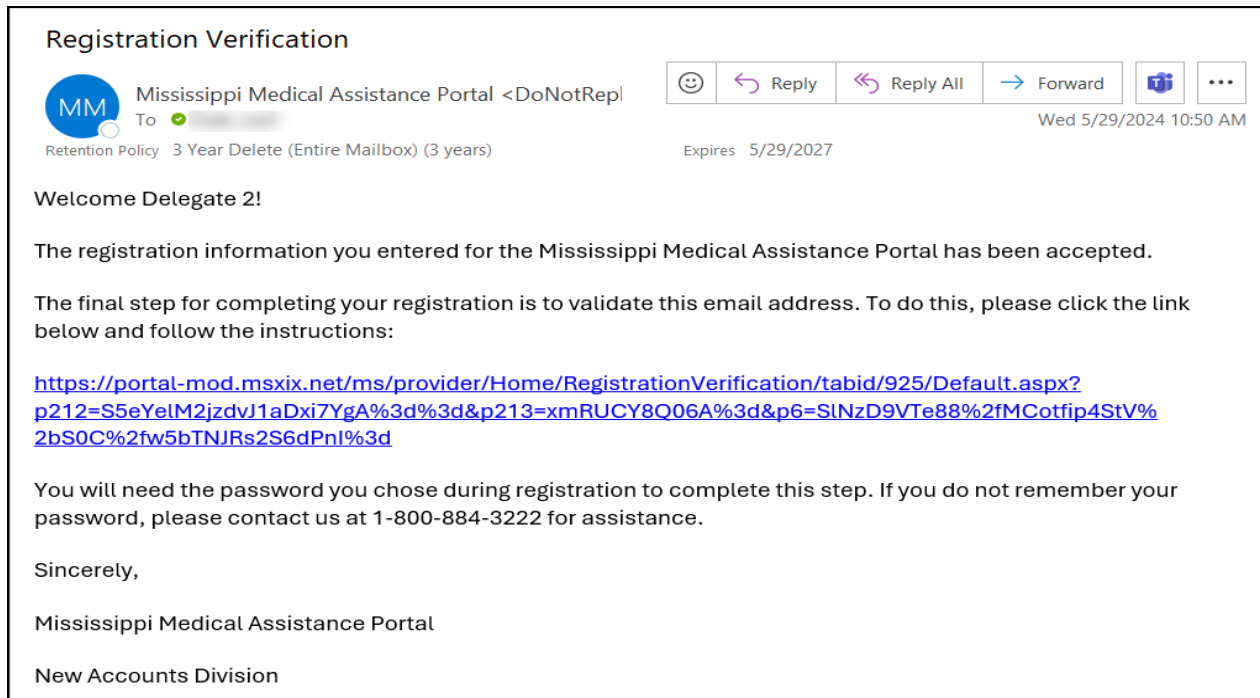 Registration Verification
MM
Mississippi Medical Assistance Portal <DoNotRepl
Reply
Reply All
Forward
To
Wed 5/29/2024 10:50 AM
Retention Policy 3 Year Delete (Entire Mailbox) (3 years)
Expires 5/29/2027
Welcome Delegate 2!
The registration information you entered for the Mississippi Medical Assistance Portal has been accepted.
The final step for completing your registration is to validate this email address. To do this, please click the link
below and follow the instructions:
https://portal-mod.msxix.net/ms/provider/Home/RegistrationVerification/tabid/925/Default.aspx?
p212=S5eYelM2jzdvJ1aDxi7YgA%3d%3d&p213=xmRUCY8Q06A%3d&p6=SlNzD9VTe88%2fMCotfip4StV%
2bS0C%2fw5bTNJRs2S6dPnI%3d
You will need the password you chose during registration to complete this step. If you do not remember your
password, please contact us at 1-800-884-3222 for assistance.
Sincerely,
Mississippi Medical Assistance Portal
New Accounts Division